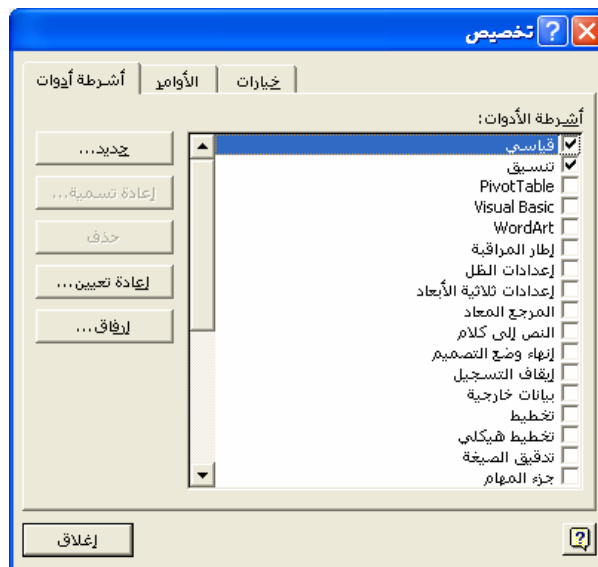 تخصيص
أشرطة أدوات
الأوامر
خيارات
أشرطة الأدوات:
قياسي
تنسيق
PivotTable
Visual Basic
WordArt
إطار المراقبة
إعدادات الظل
إعدادات ثلاثية الأبعاد
المرجع المعاد
النص إلى كلام
إنهاء وضع التصميم
إيقاف التسجيل
بيانات خارجية
تخطيط
تخطيط هيكلي
تدقيق الصيغة
جزء المهام
جديد...
إعادة تسمية...
حذف
إعادة تعيين...
إرفاق...
إغلاق